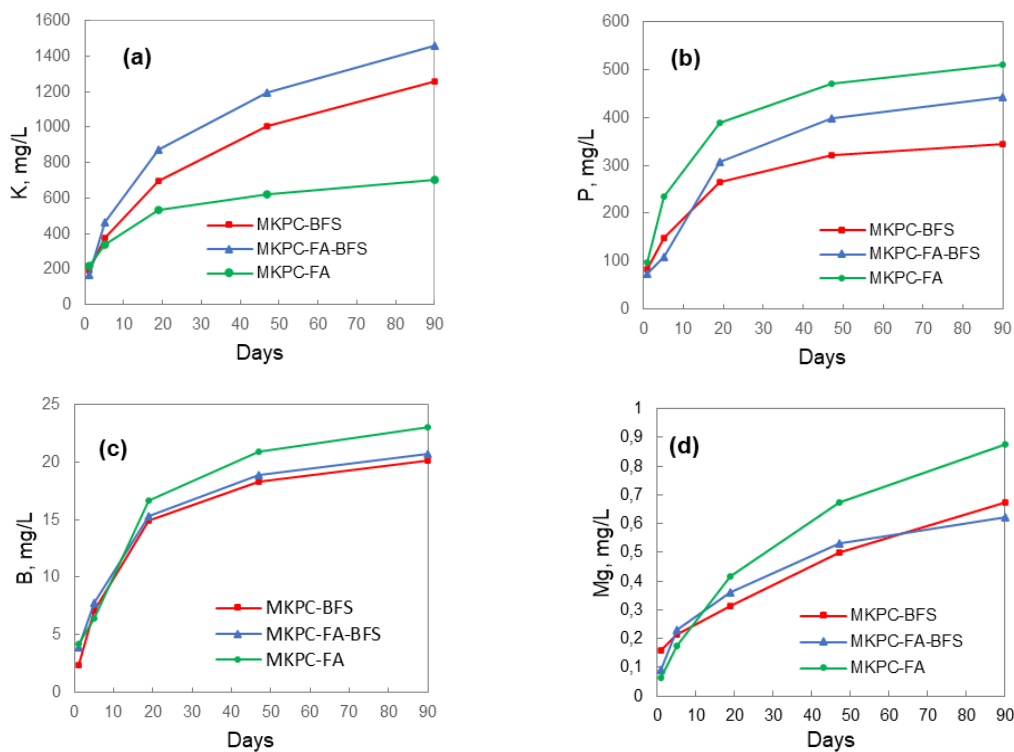 (a)
K, mg/L
1600
1400
1200
1000
800
600
400
200
0
0 10 20 30 40 50 60 70 80 90
Days
MKPC-BFS
MKPC-FA-BFS
MKPC-FA
(b)
P, mg/L
600
500
400
300
200
100
0
0 10 20 30 40 50 60 70 80 90
Days
MKPC-BFS
MKPC-FA-BFS
MKPC-FA
(c)
B, mg/L
25
20
15
10
5
0
0 10 20 30 40 50 60 70 80 90
Days
MKPC-BFS
MKPC-FA-BFS
MKPC-FA
(d)
Mg, mg/L
1
0,9
0,8
0,7
0,6
0,5
0,4
0,3
0,2
0,1
0
0 10 20 30 40 50 60 70 80 90
Days
MKPC-BFS
MKPC-FA-BFS
MKPC-FA